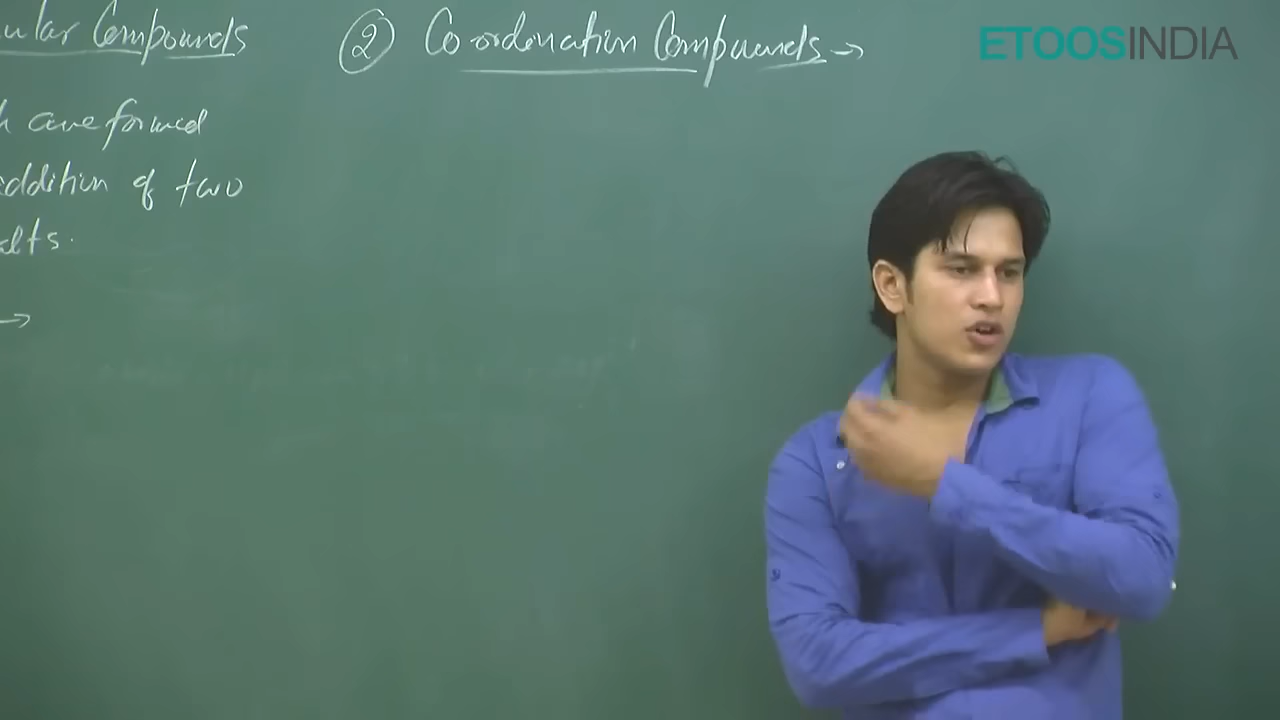 ular Compounds
② Coordination Compounds →
ETOOSINDIA
h are formed
addition of two
alts.
→